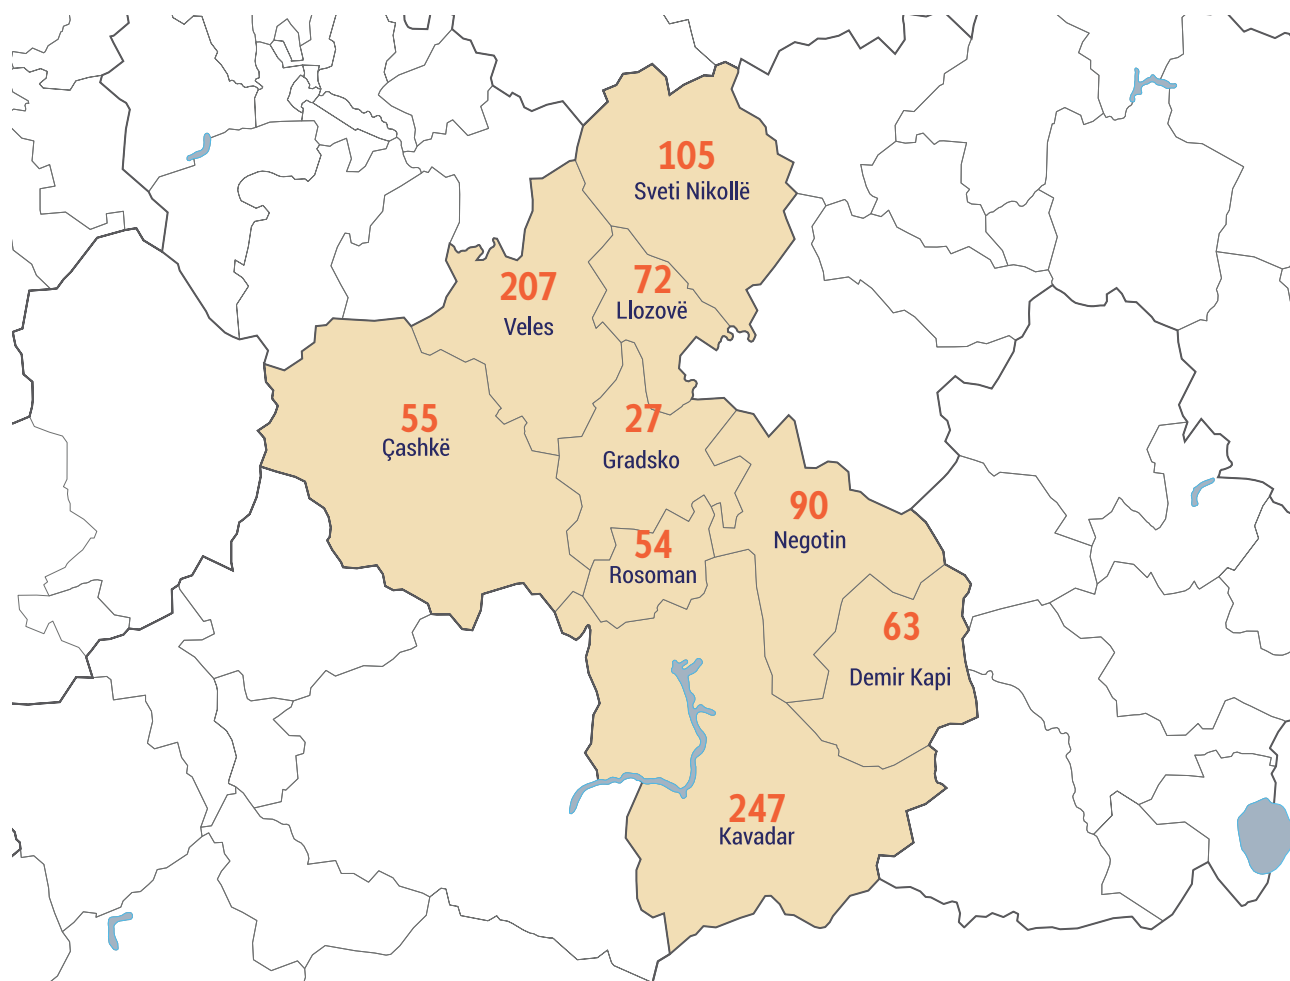 105
Sveti Nikollë
207
Veles
72
Llozovë
55
Çashkë
27
Gradsko
90
Negotin
54
Rosoman
63
Demir Kapi
247
Kavadar